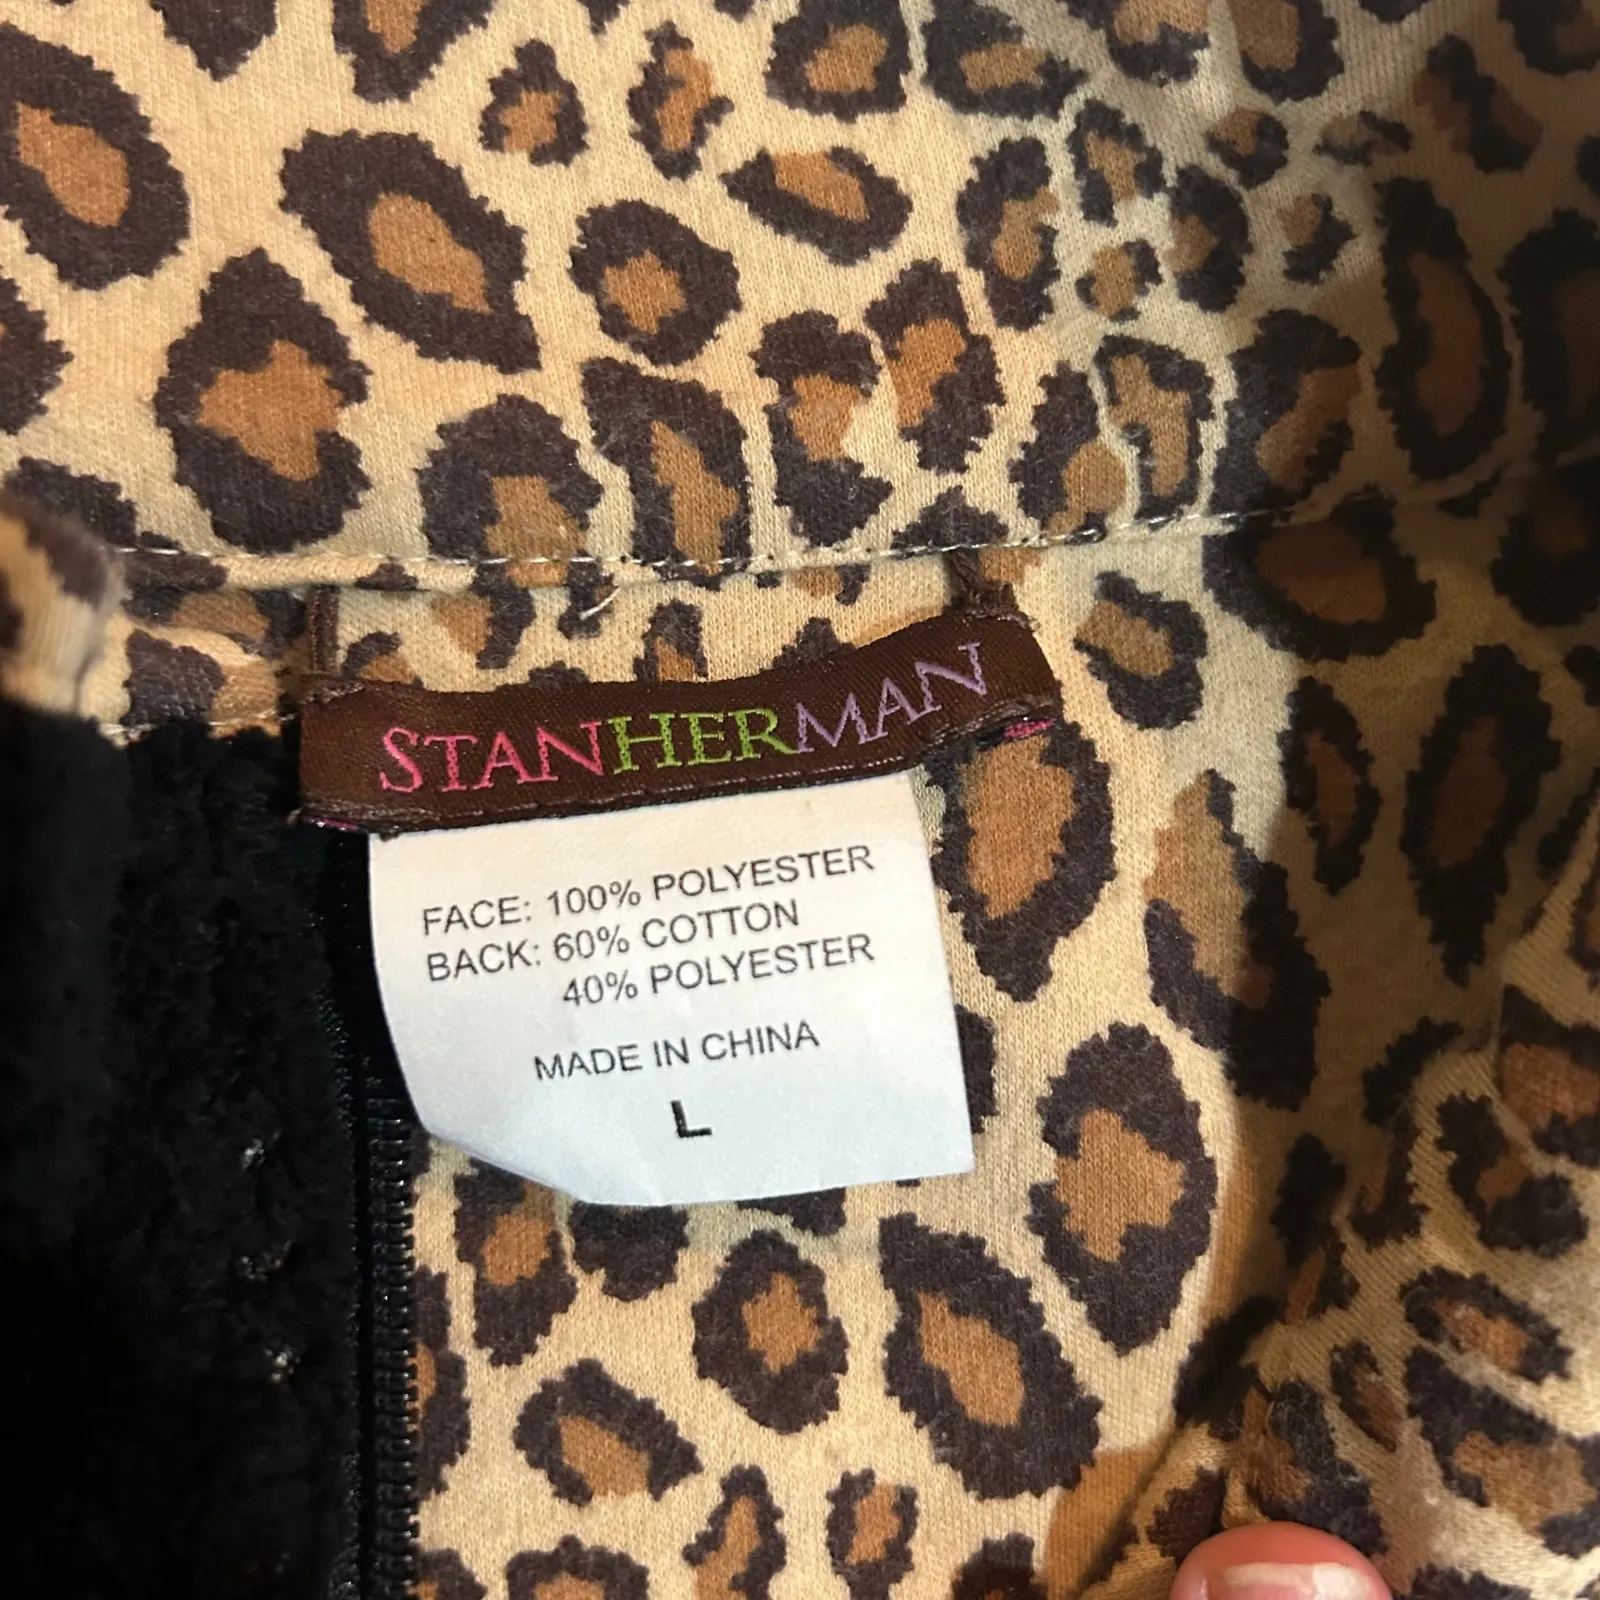 STANHERMAN
FACE: 100% POLYESTER
BACK: 60% COTTON
40% POLYESTER
MADE IN CHINA
L